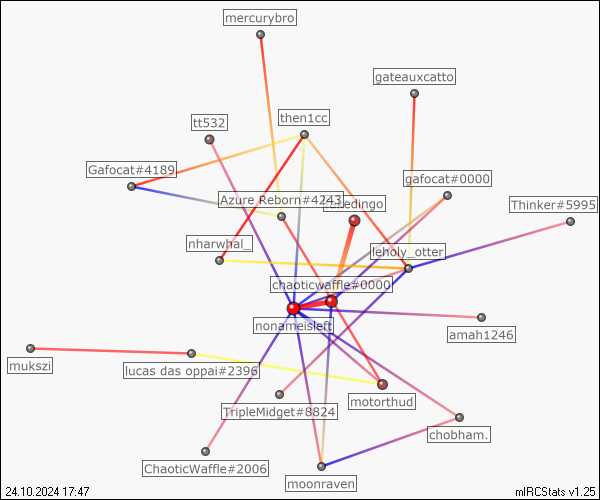 mercurybro
gateauxcatto
then1cc
tt532
Gafocat#4189
gafocat#0000
Azure Reborn#4243
Thinker#5995
nharwhal_
leholy_otter
chaoticwaffle#0000
nonameisleft
amah1246
mukszi
lucas das oppai#2396
motorthud
TripleMidget#8824
chobham.
ChaoticWaffle#2006
moonraven
24.10.2024 17:47
mIRCStats v1.25